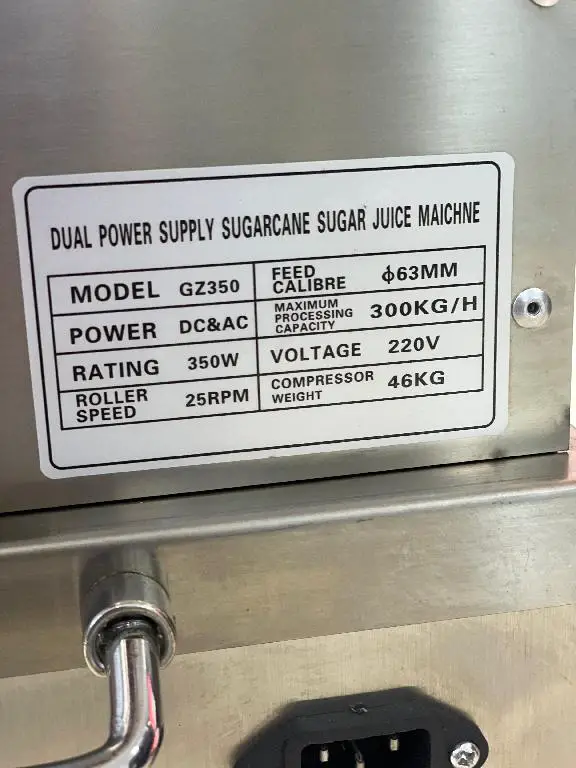 DUAL POWER SUPPLY SUGARCANE SUGAR JUICE MAICHNE
MODEL GZ350
FEED CALIBRE ϕ63MM
POWER DC&AC
MAXIMUM PROCESSING CAPACITY 300KG/H
RATING 350W
VOLTAGE 220V
ROLLER SPEED 25RPM
COMPRESSOR WEIGHT 46KG